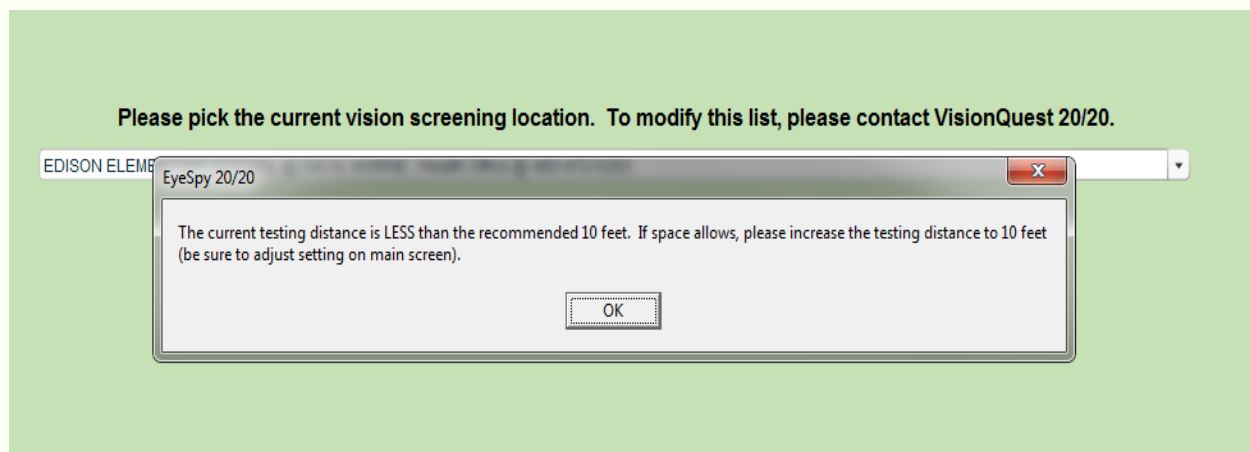 Please pick the current vision screening location.  To modify this list, please contact VisionQuest 20/20.
EDISON
EyeSpy 20/20
The current testing distance is LESS than the recommended 10 feet.  If space allows, please increase the testing distance to 10 feet
(be sure to adjust setting on main screen).
OK